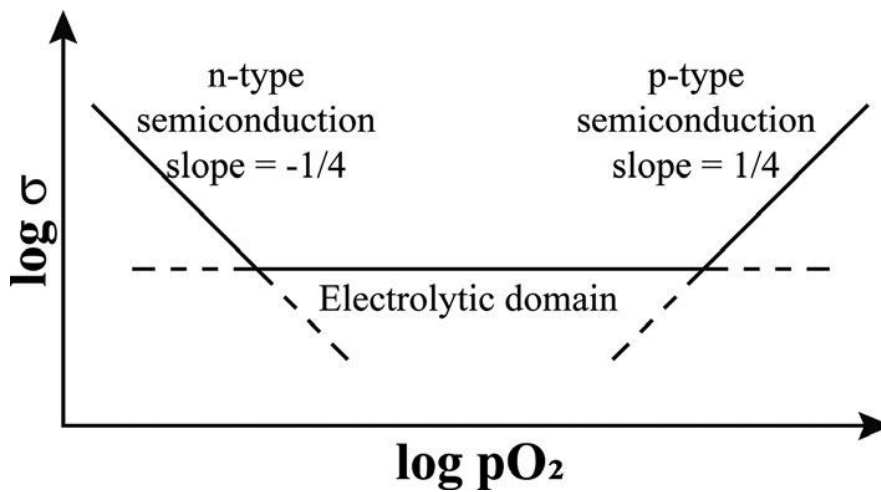 n-type
semiconduction
slope = -1/4
p-type
semiconduction
slope = 1/4
log σ
Electrolytic domain
log pO₂